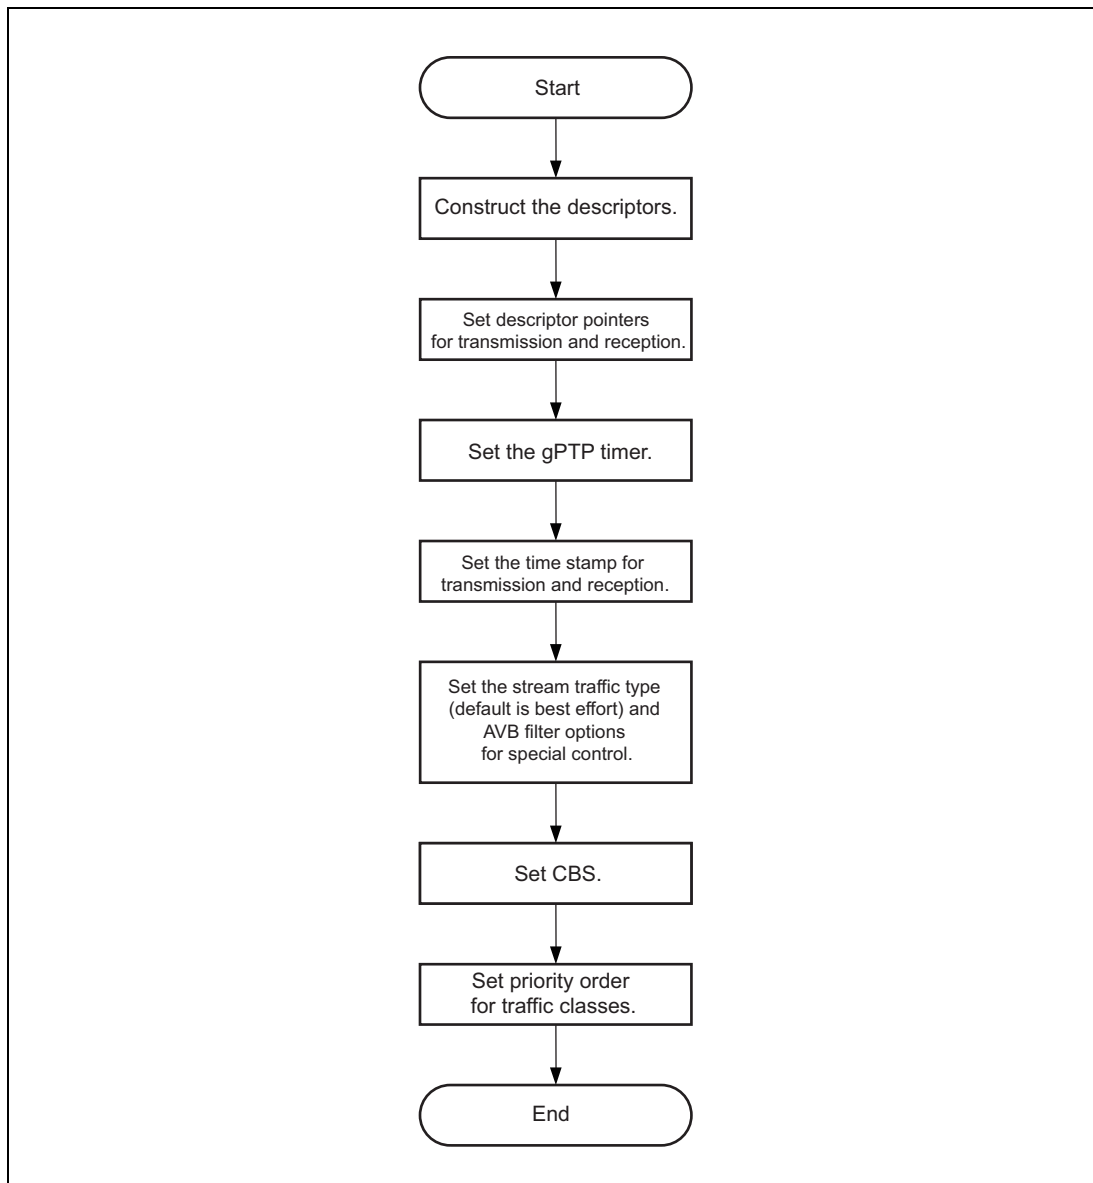 Start
Construct the descriptors.
Set descriptor pointers
for transmission and reception.
Set the gPTP timer.
Set the time stamp for
transmission and reception.
Set the stream traffic type
(default is best effort) and
AVB filter options
for special control.
Set CBS.
Set priority order
for traffic classes.
End